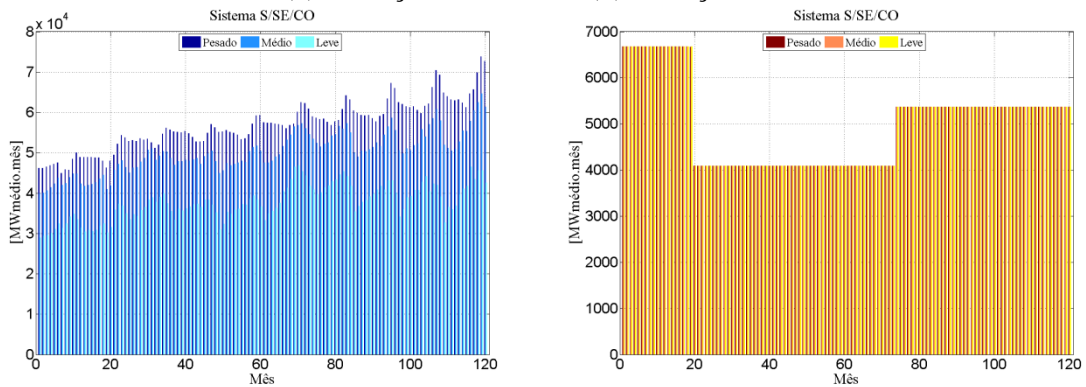 Sistema S/SE/CO
8 x 10⁴
Pesado Médio Leve
7
6
5
4
3
2
1
0
[MWmédio.mês]
0 20 40 60 80 100 120
Mês
Sistema S/SE/CO
7000
Pesado Médio Leve
6000
5000
4000
3000
2000
1000
0
[MWmédio.mês]
0 20 40 60 80 100 120
Mês